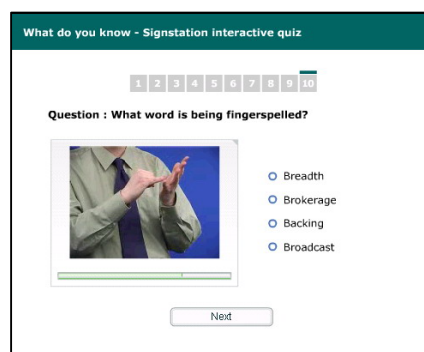 What do you know - Signstation interactive quiz
1 2 3 4 5 6 7 8 9 10
Question : What word is being fingerspelled?
Breadth
Brokerage
Backing
Broadcast
Next